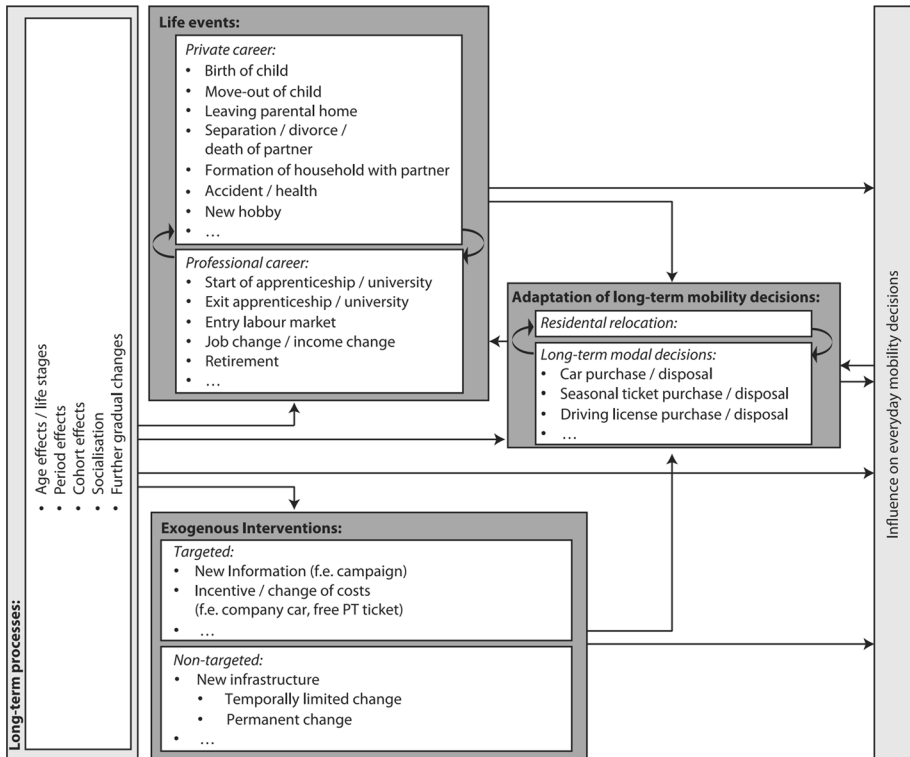 Long-term processes:
• Age effects / life stages
• Period effects
• Cohort effects
• Socialisation
• Further gradual changes
Life events:
Private career:
• Birth of child
• Move-out of child
• Leaving parental home
• Separation / divorce /
death of partner
• Formation of household with partner
• Accident / health
• New hobby
• …
Professional career:
• Start of apprenticeship / university
• Exit apprenticeship / university
• Entry labour market
• Job change / income change
• Retirement
• …
Adaptation of long-term mobility decisions:
Residental relocation:
Long-term modal decisions:
• Car purchase / disposal
• Seasonal ticket purchase / disposal
• Driving license purchase / disposal
• …
Exogenous Interventions:
Targeted:
• New Information (f.e. campaign)
• Incentive / change of costs
(f.e. company car, free PT ticket)
• …
Non-targeted:
• New infrastructure
• Temporally limited change
• Permanent change
• …
Influence on everyday mobility decisions